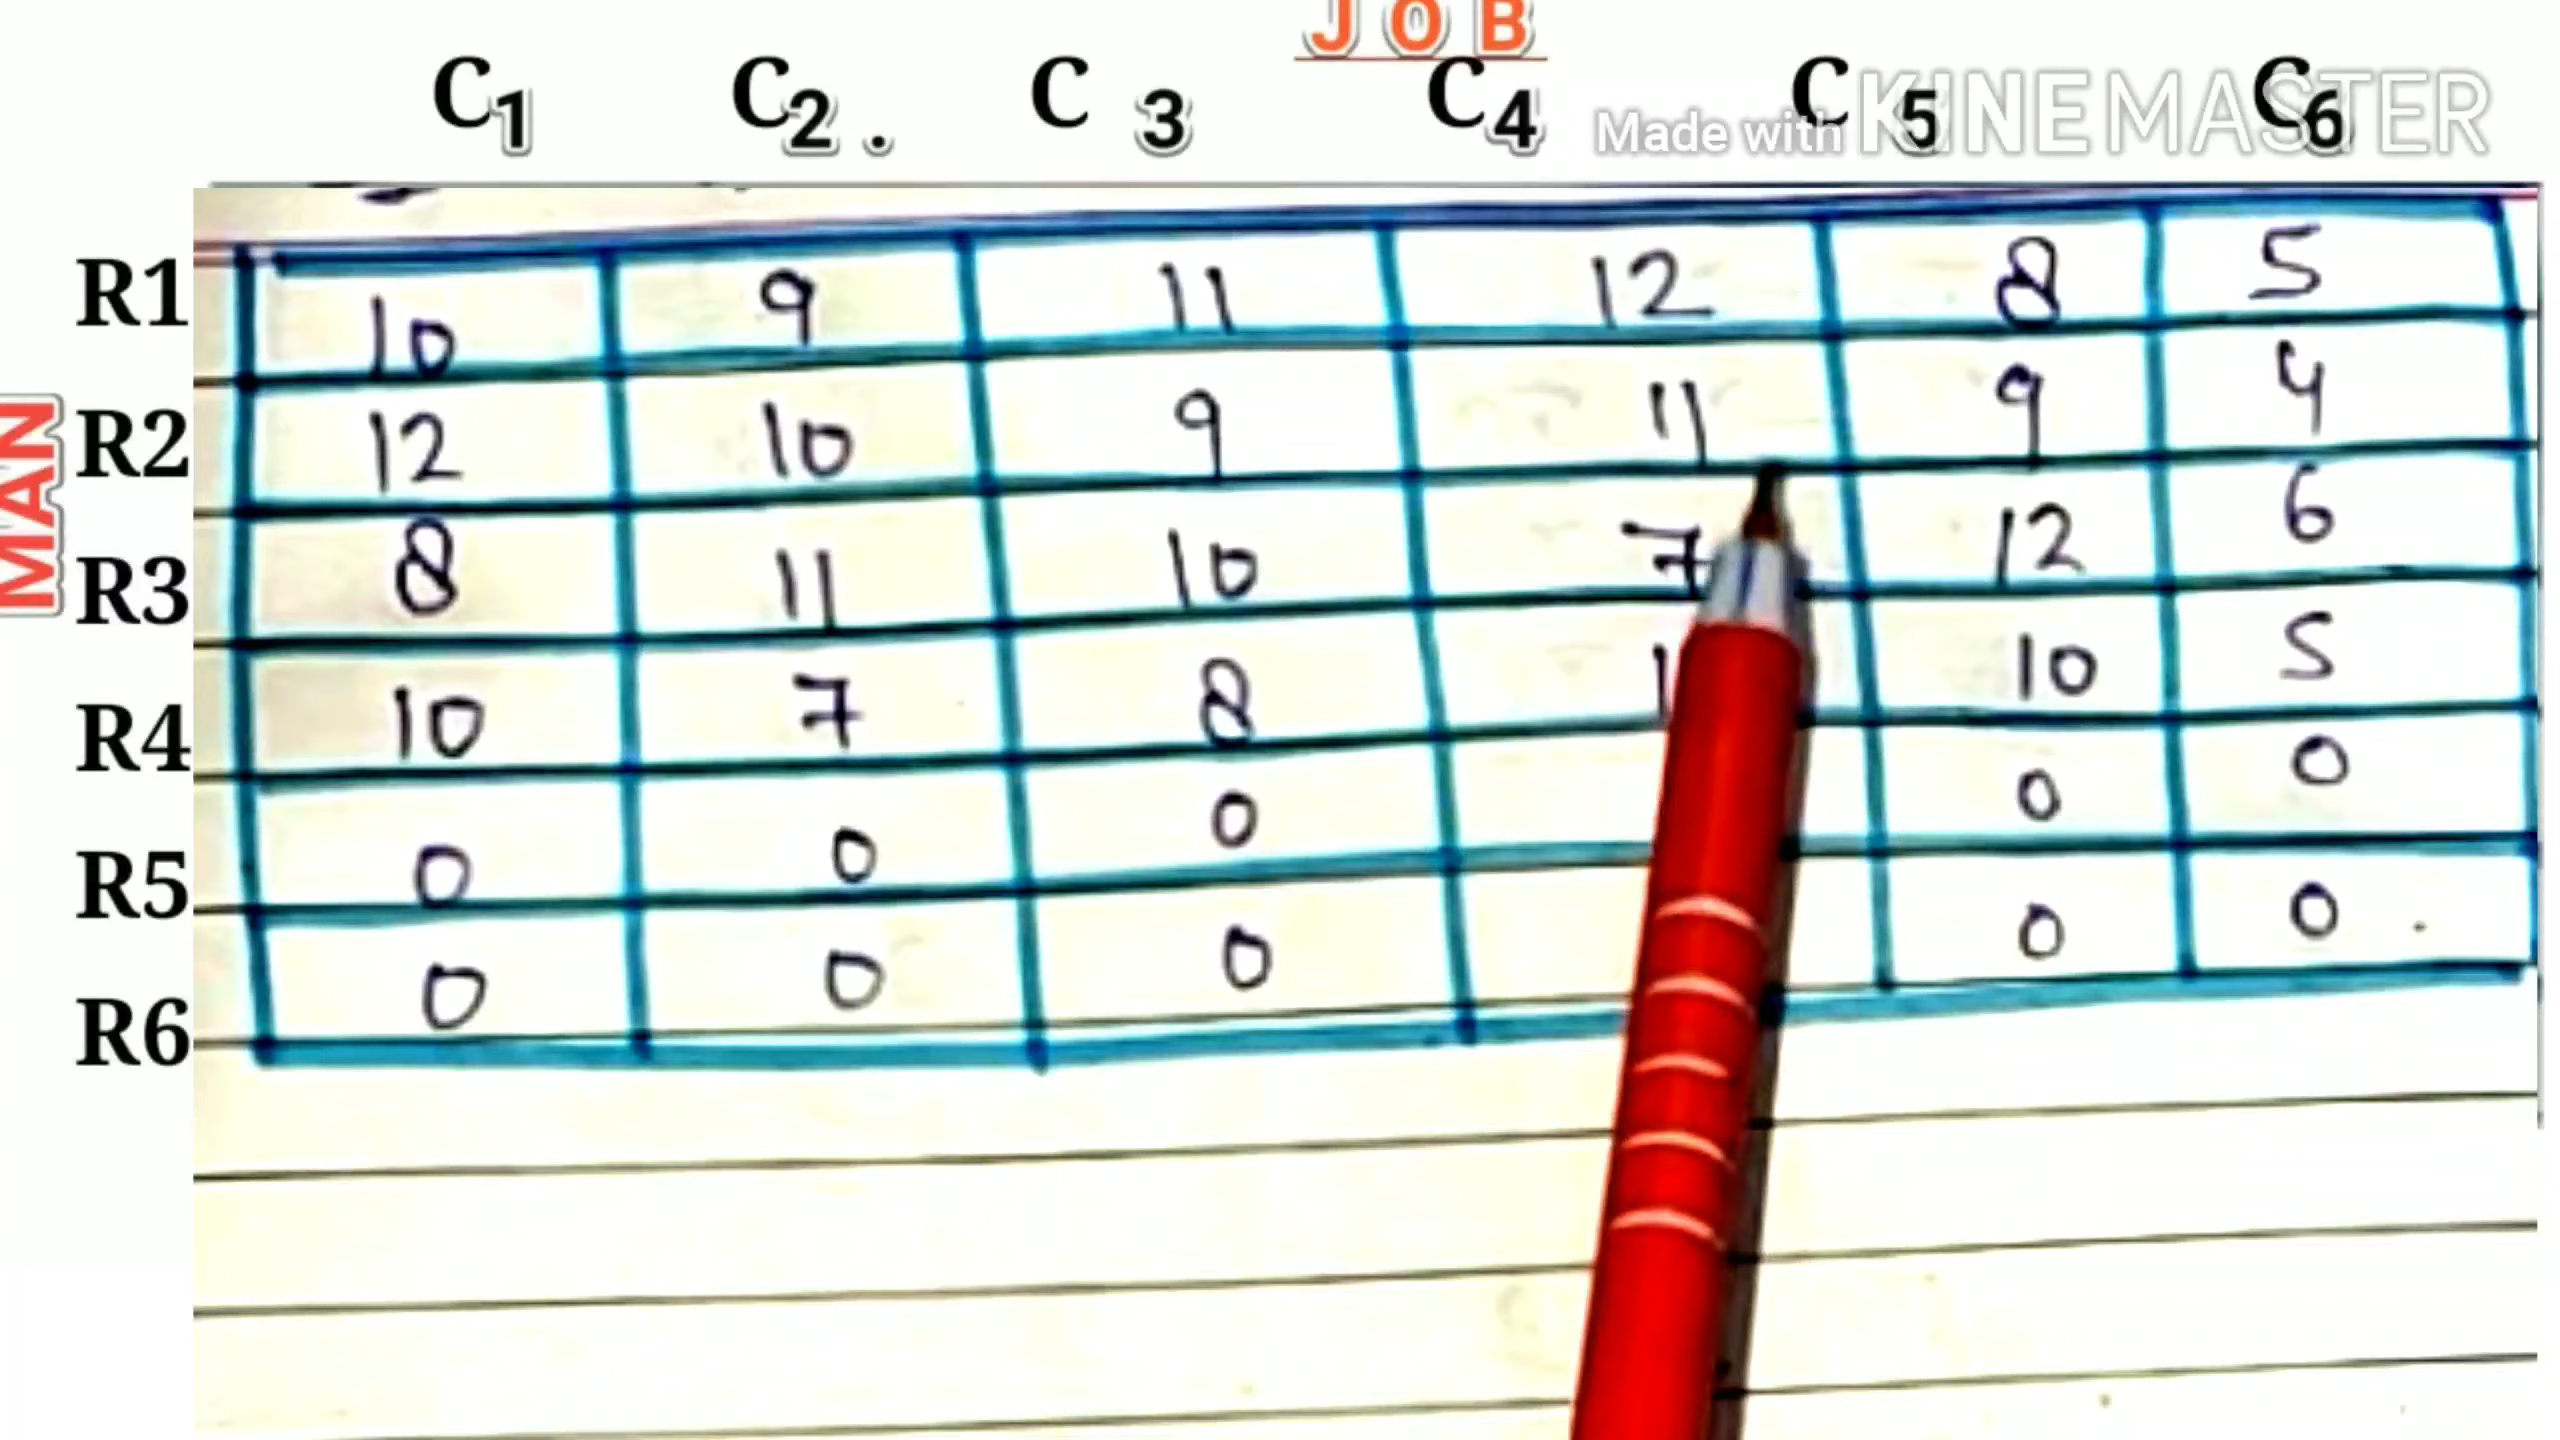 JOB
C1 C2. C 3 C4 C 5 C6
Made with KINEMASTER
MAN
R1 10 9 11 12 8 5
R2 12 10 9 11 9 4
R3 8 11 10 7 12 6
R4 10 7 8 10 5
R5 0 0 0 0 0
R6 0 0 0 0 0